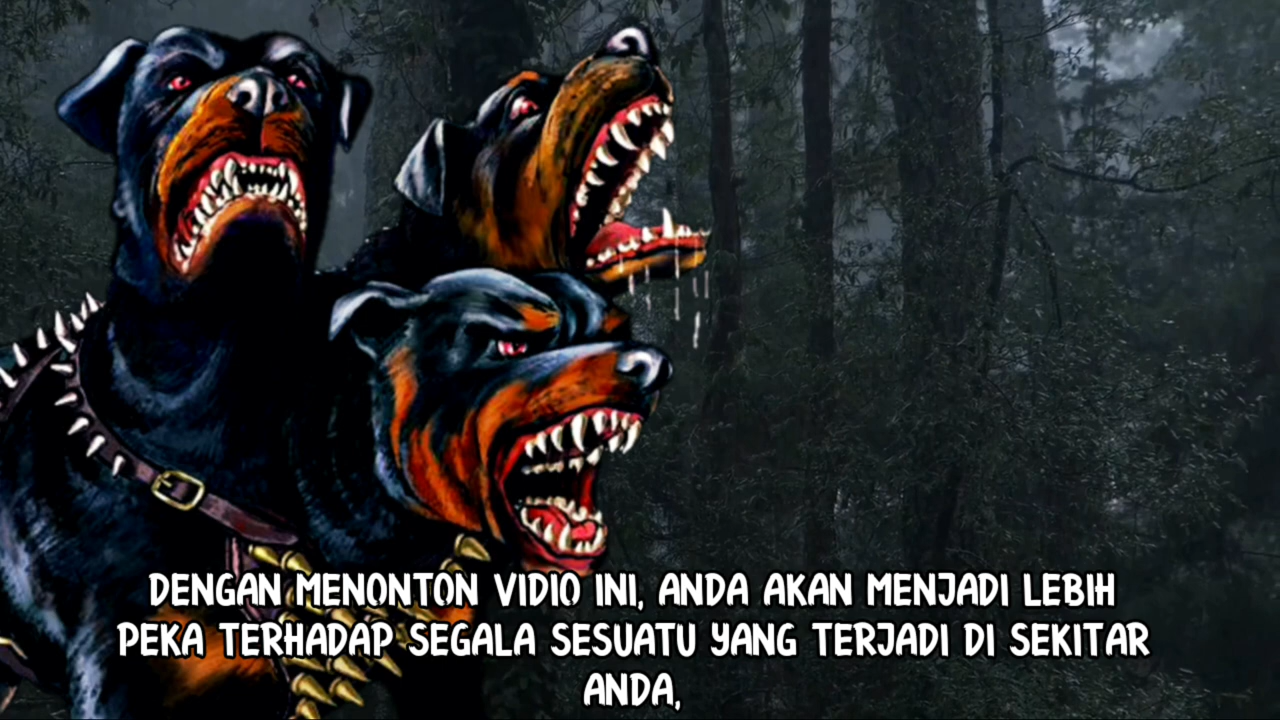 DENGAN MENONTON VIDIO INI, ANDA AKAN MENJADI LEBIH
PEKA TERHADAP SEGALA SESUATU YANG TERJADI DI SEKITAR
ANDA,